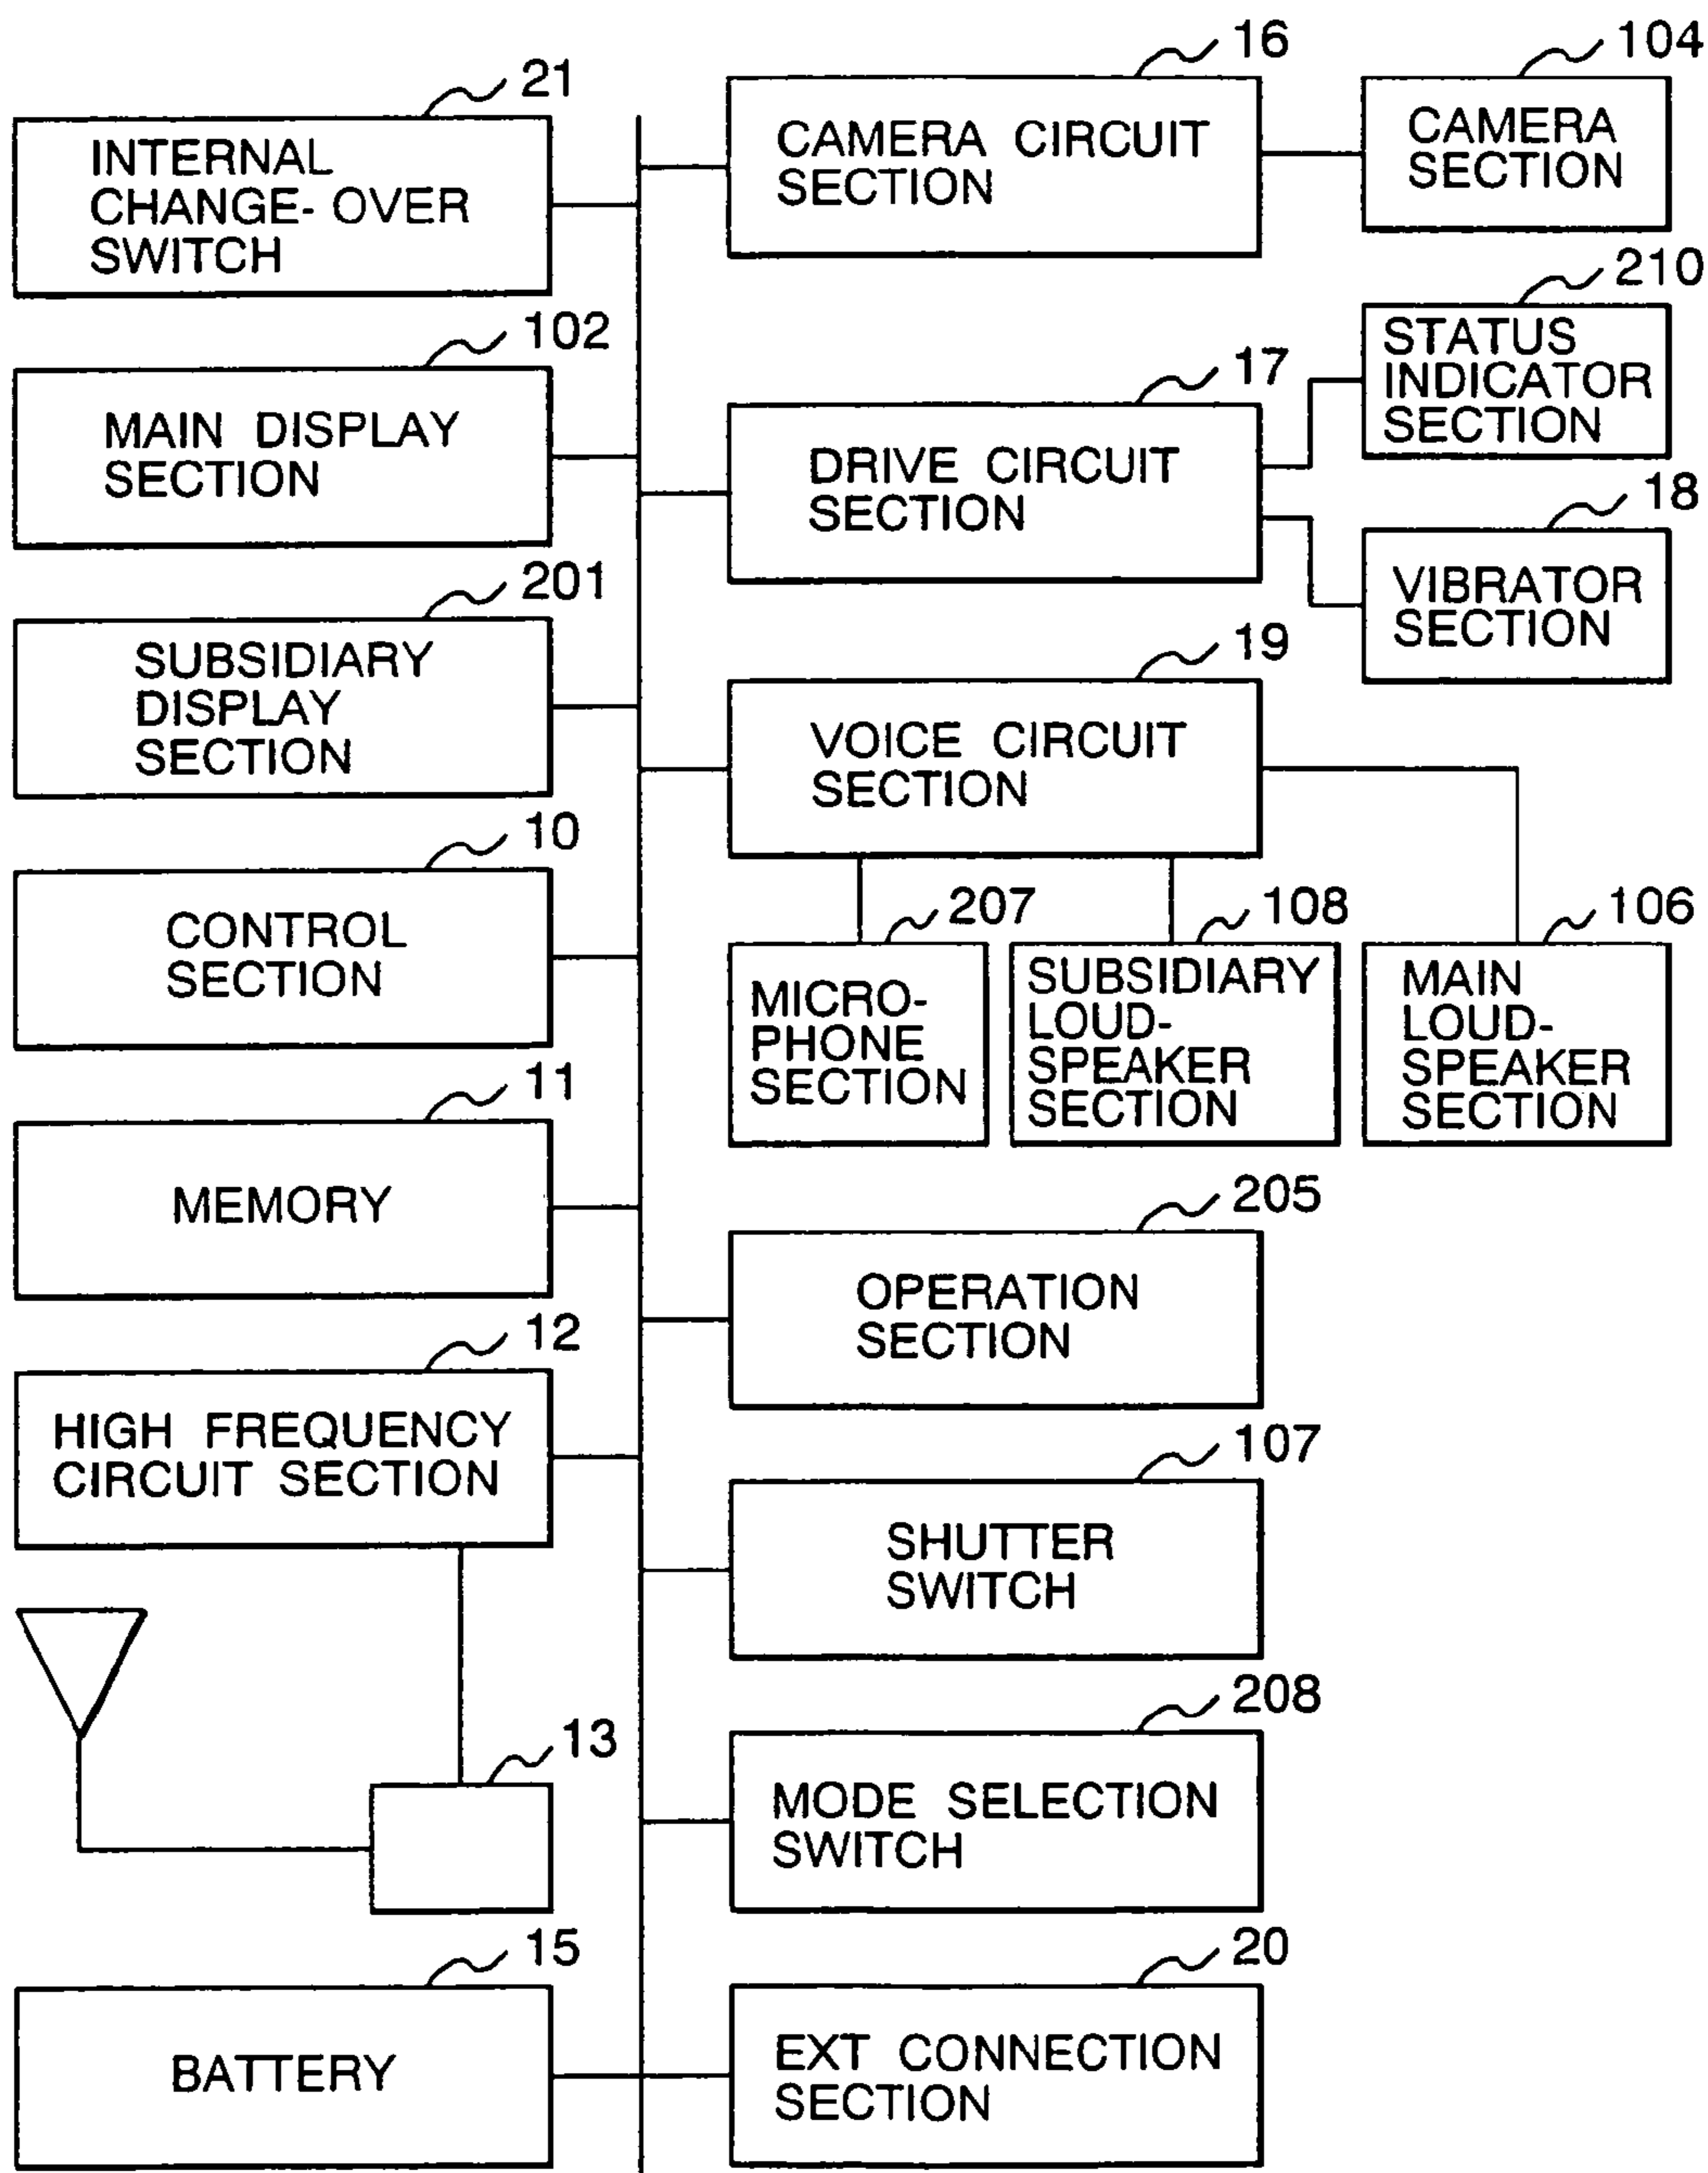 21
INTERNAL
CHANGE- OVER
SWITCH
102
MAIN DISPLAY
SECTION
201
SUBSIDIARY
DISPLAY
SECTION
10
CONTROL
SECTION
11
MEMORY
12
HIGH FREQUENCY
CIRCUIT SECTION
13
15
BATTERY
16
CAMERA CIRCUIT
SECTION
104
CAMERA
SECTION
17
DRIVE CIRCUIT
SECTION
210
STATUS
INDICATOR
SECTION
18
VIBRATOR
SECTION
19
VOICE CIRCUIT
SECTION
207
MICRO-
PHONE
SECTION
108
SUBSIDIARY
LOUD-
SPEAKER
SECTION
106
MAIN
LOUD-
SPEAKER
SECTION
205
OPERATION
SECTION
107
SHUTTER
SWITCH
208
MODE SELECTION
SWITCH
20
EXT CONNECTION
SECTION